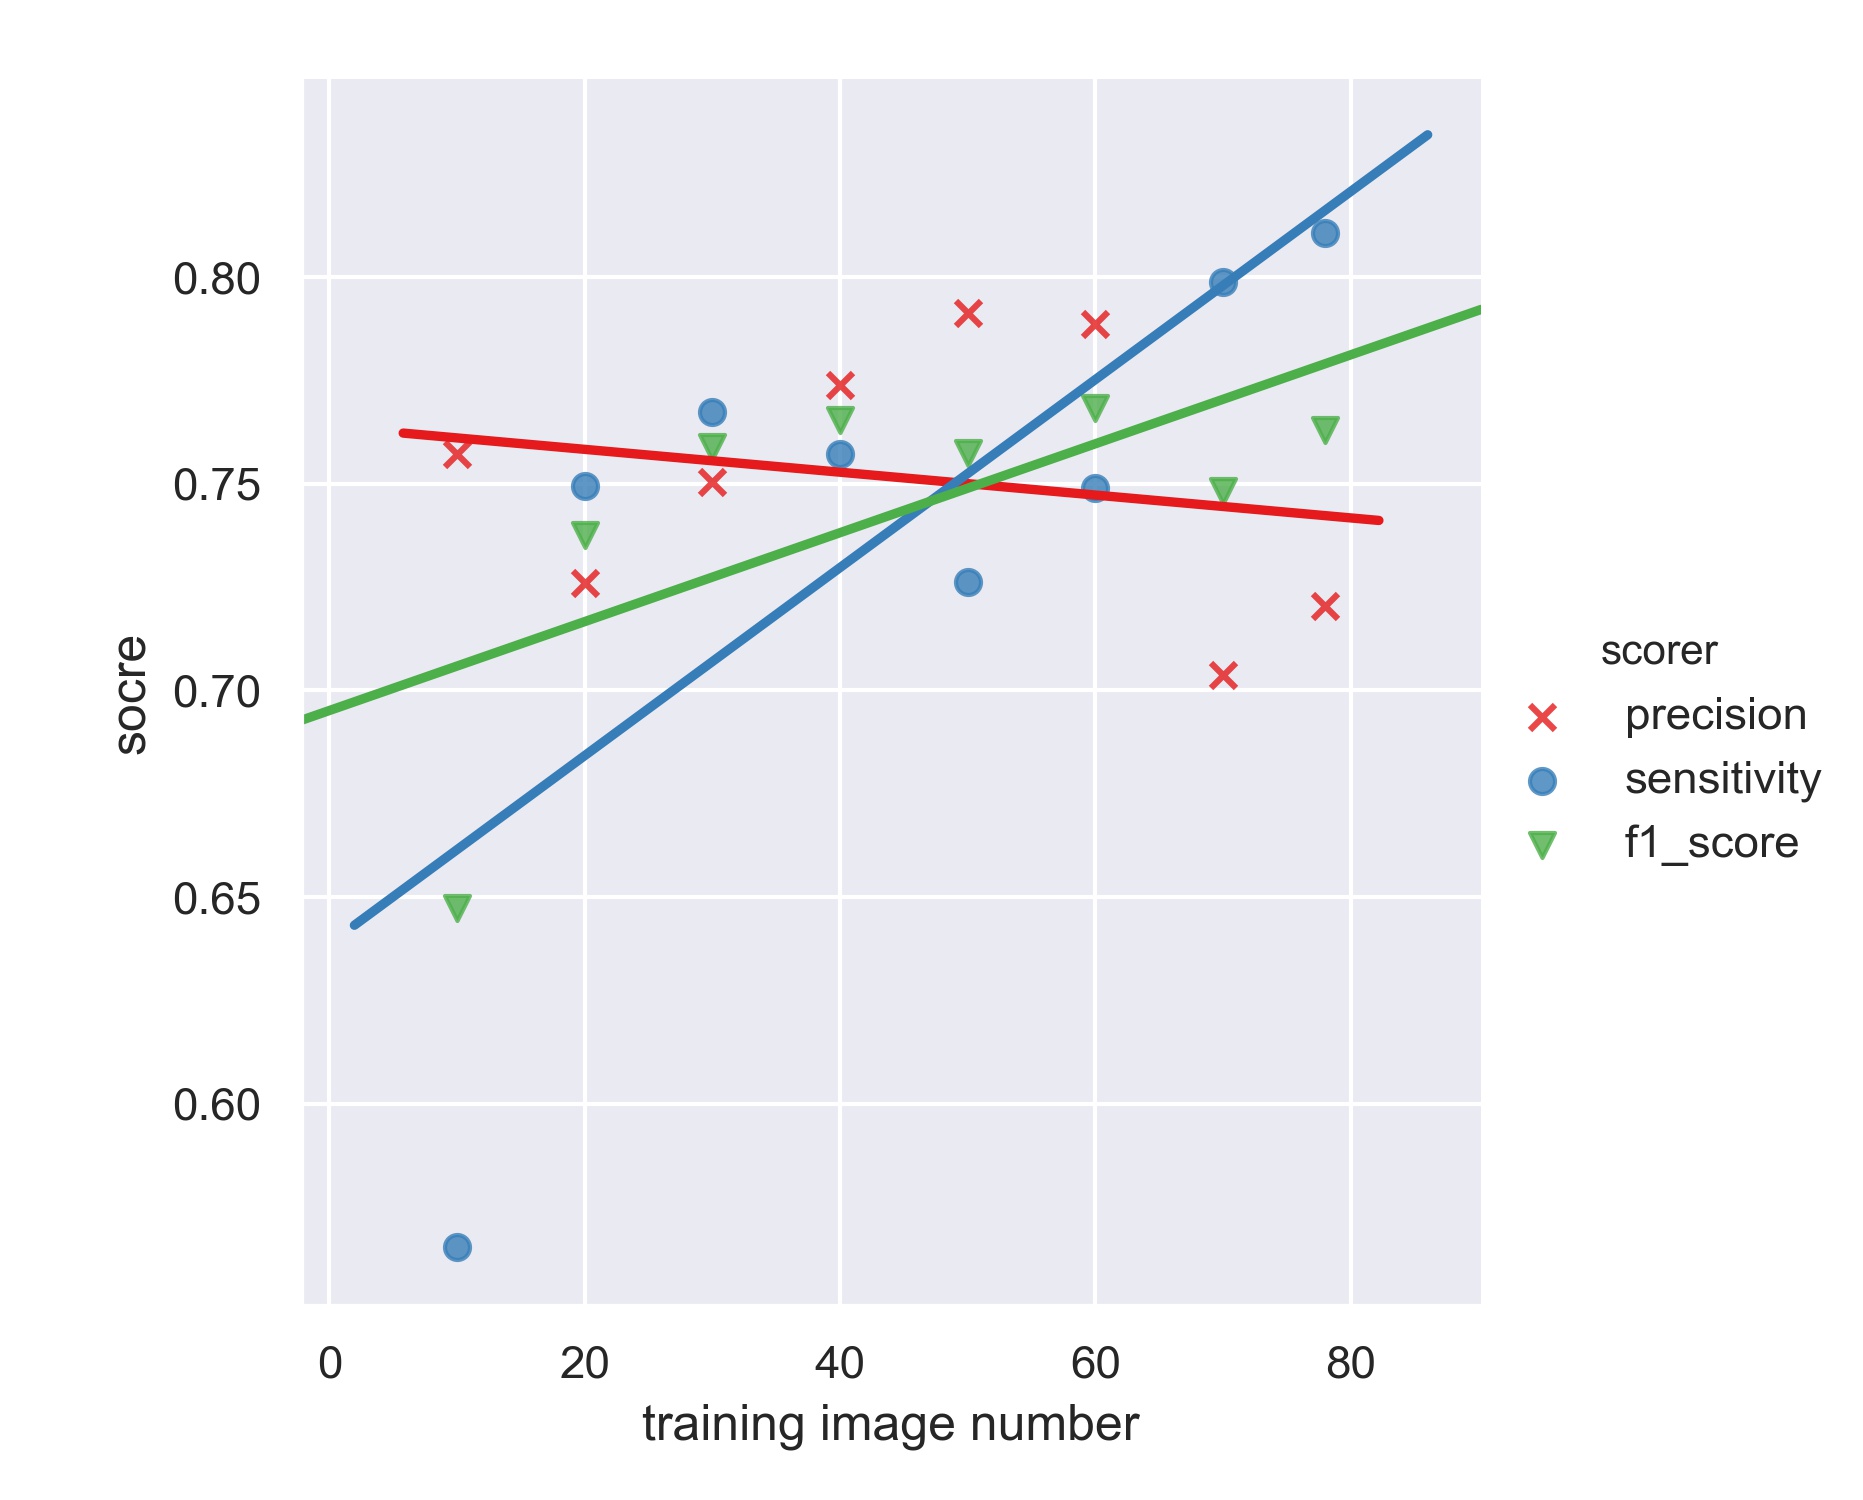 0.80
0.75
0.70
0.65
0.60
socre
0 20 40 60 80
training image number
scorer
precision
sensitivity
f1_score